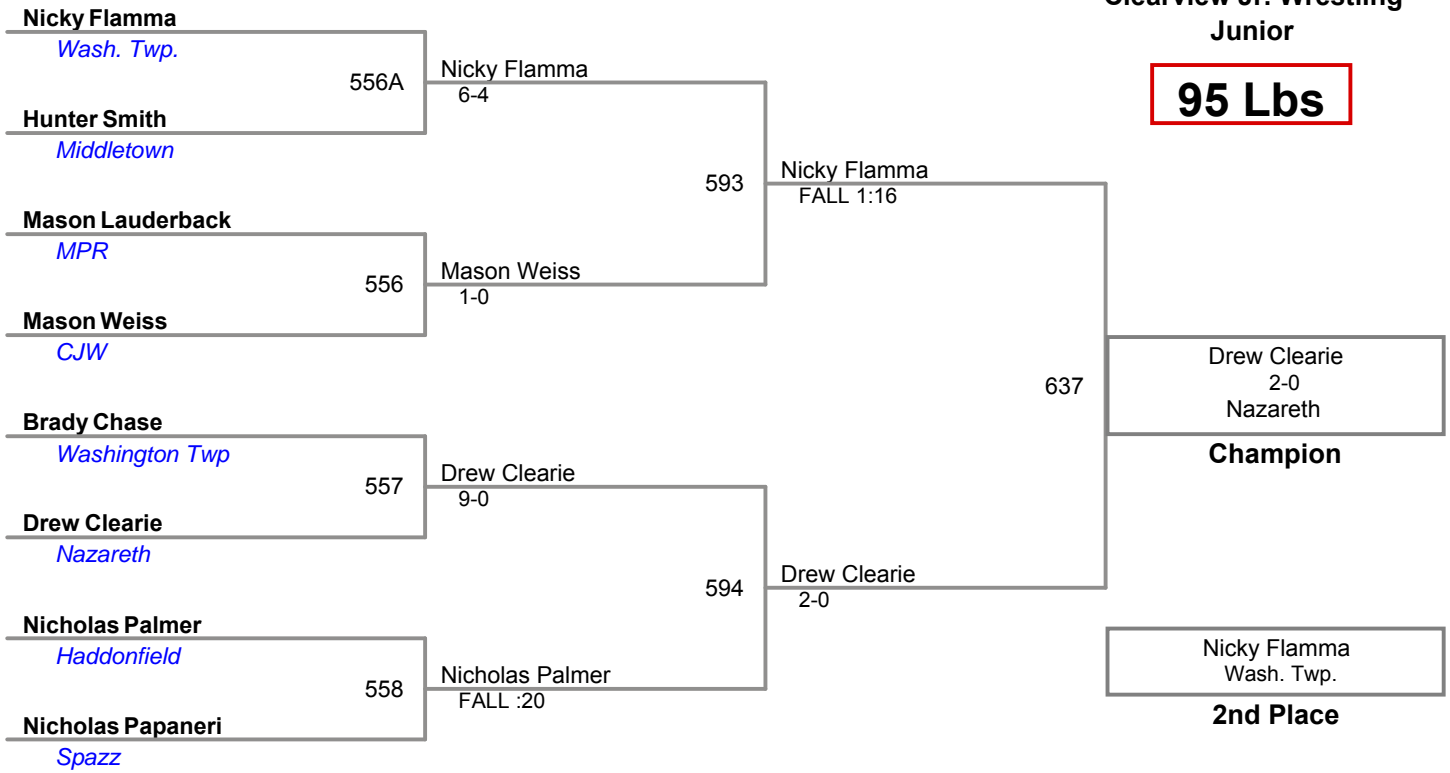 Clearview Jr. Wrestling
Junior
95 Lbs
Nicky Flamma
Wash. Twp.
556A
Hunter Smith
Middletown
Nicky Flamma
6-4
Mason Lauderback
MPR
556
Mason Weiss
CJW
Mason Weiss
1-0
593
Nicky Flamma
FALL 1:16
Brady Chase
Washington Twp
557
Drew Clearie
Nazareth
Drew Clearie
9-0
Nicholas Palmer
Haddonfield
558
Nicholas Papaneri
Spazz
Nicholas Palmer
FALL :20
594
Drew Clearie
2-0
637
Drew Clearie
2-0
Nazareth
Champion
Nicky Flamma
Wash. Twp.
2nd Place